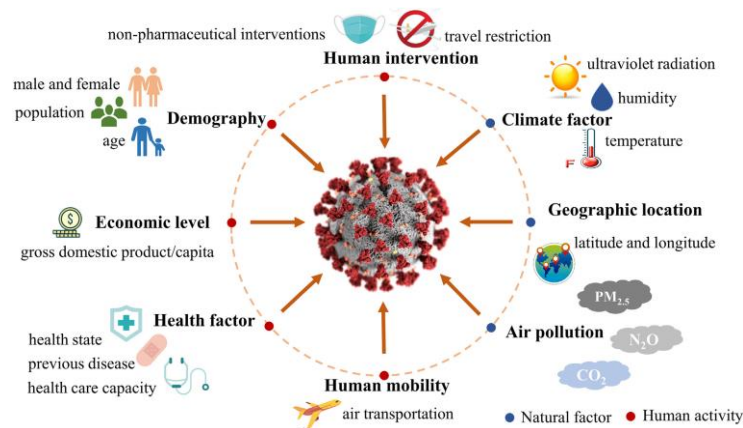 non-pharmaceutical interventions
travel restriction
Human intervention
male and female
population
age
Demography
ultraviolet radiation
humidity
Climate factor
temperature
F
Economic level
$
gross domestic product/capita
Geographic location
latitude and longitude
Health factor
health state
previous disease
health care capacity
Air pollution
PM2.5
N2O
CO2
Human mobility
air transportation
Natural factor
Human activity